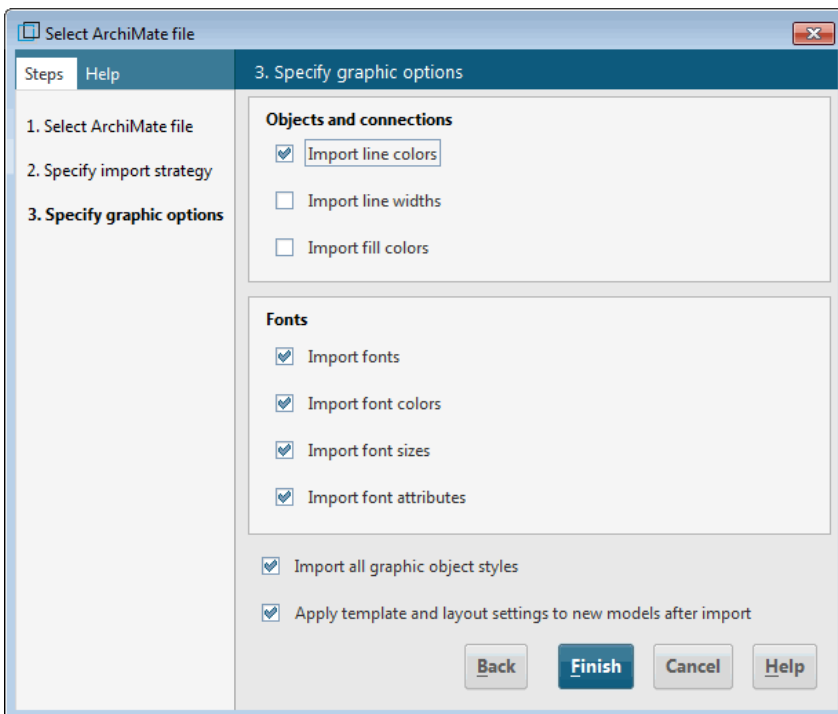 Select ArchiMate file
Steps Help
3. Specify graphic options
1. Select ArchiMate file
2. Specify import strategy
3. Specify graphic options
Objects and connections
Import line colors
Import line widths
Import fill colors
Fonts
Import fonts
Import font colors
Import font sizes
Import font attributes
Import all graphic object styles
Apply template and layout settings to new models after import
Back Finish Cancel Help